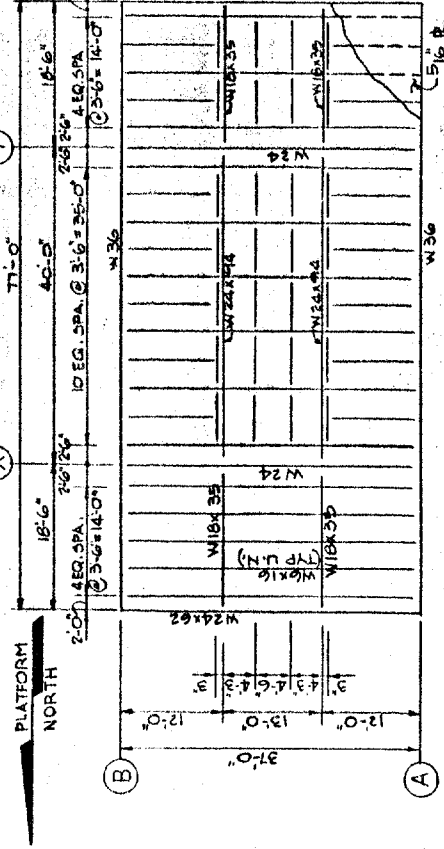 PLATFORM
NORTH
77'-0"
18'-6"
40'-0"
18'-6"
2'-0"
4 EQ. SPA.
@ 3'-6" = 14'-0"
2'-6"
2'-6"
10 EQ. SPA. @ 3'-6" = 35'-0"
2'-6"
2'-6"
4 EQ. SPA
@ 3'-6" = 14'-0"
B
W36
W24x62
W18x35
W24x94
W18x35
W24
W24
W6x16
(TYP U.N.)
W18x35
W24x94
W18x35
3"
4'-3"
4'-6"
4'-3"
3"
12'-0"
13'-0"
12'-0"
37'-0"
A
W36
5/16 PL